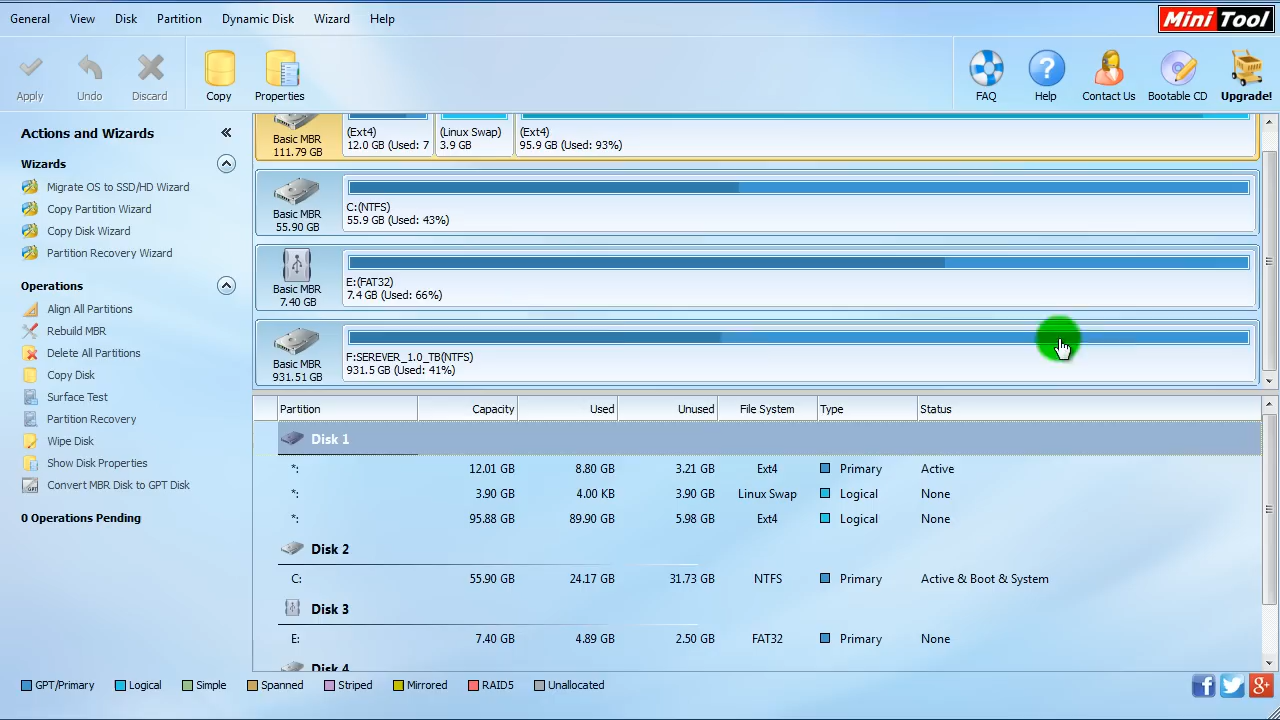 General View Disk Partition Dynamic Disk Wizard Help
Mini Tool
Apply Undo Discard Copy Properties FAQ Help Contact Us Bootable CD Upgrade!
Actions and Wizards
Wizards
Migrate OS to SSD/HD Wizard
Copy Partition Wizard
Copy Disk Wizard
Partition Recovery Wizard
Operations
Align All Partitions
Rebuild MBR
Delete All Partitions
Copy Disk
Surface Test
Partition Recovery
Wipe Disk
Show Disk Properties
Convert MBR Disk to GPT Disk
0 Operations Pending
Basic MBR
111.79 GB
(Ext4)
12.0 GB (Used: 7
(Linux Swap)
3.9 GB
(Ext4)
95.9 GB (Used: 93%)
Basic MBR
55.90 GB
C:(NTFS)
55.9 GB (Used: 43%)
Basic MBR
7.40 GB
E:(FAT32)
7.4 GB (Used: 66%)
Basic MBR
931.51 GB
F:SEREVER_1.0_TB(NTFS)
931.5 GB (Used: 41%)
Partition Capacity Used Unused File System Type Status
Disk 1
*: 12.01 GB 8.80 GB 3.21 GB Ext4 Primary Active
*: 3.90 GB 4.00 KB 3.90 GB Linux Swap Logical None
*: 95.88 GB 89.90 GB 5.98 GB Ext4 Logical None
Disk 2
C: 55.90 GB 24.17 GB 31.73 GB NTFS Primary Active & Boot & System
Disk 3
E: 7.40 GB 4.89 GB 2.50 GB FAT32 Primary None
Disk 4
GPT/Primary Logical Simple Spanned Striped Mirrored RAID5 Unallocated